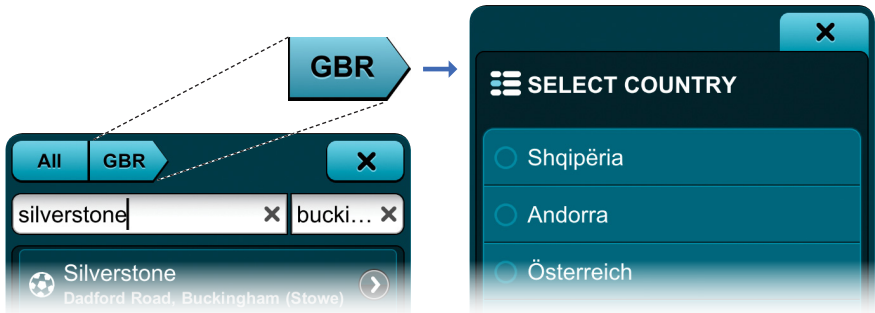 GBR
All GBR
silverstone bucki...
Silverstone
Dadford Road, Buckingham (Stowe)
SELECT COUNTRY
Shqipëria
Andorra
Österreich